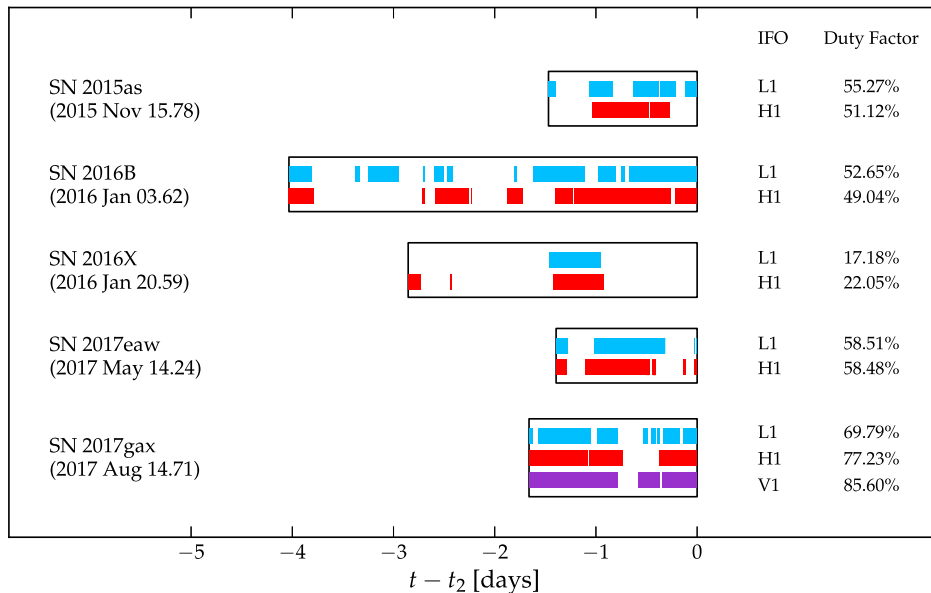 IFO Duty Factor
SN 2015as
(2015 Nov 15.78)
L1 55.27%
H1 51.12%
SN 2016B
(2016 Jan 03.62)
L1 52.65%
H1 49.04%
SN 2016X
(2016 Jan 20.59)
L1 17.18%
H1 22.05%
SN 2017eaw
(2017 May 14.24)
L1 58.51%
H1 58.48%
SN 2017gax
(2017 Aug 14.71)
L1 69.79%
H1 77.23%
V1 85.60%
−5 −4 −3 −2 −1 0
t − t₂ [days]